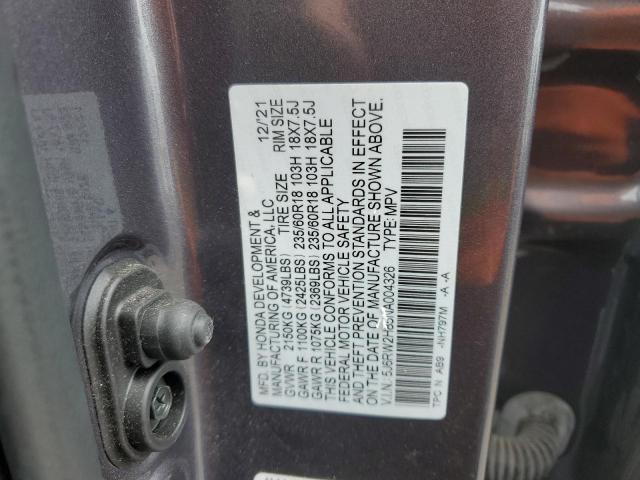 MFD. BY HONDA DEVELOPMENT &
MANUFACTURING OF AMERICA, LLC 12/'21
GVWR 2150KG (4739LBS) TIRE SIZE RIM SIZE
GAWR F 1100KG (2425LBS) 235/60R18 103H 18X7.5J
GAWR R 1075KG (2369LBS) 235/60R18 103H 18X7.5J
THIS VEHICLE CONFORMS TO ALL APPLICABLE
FEDERAL MOTOR VEHICLE SAFETY
AND THEFT PREVENTION STANDARDS IN EFFECT
ON THE DATE OF MANUFACTURE SHOWN ABOVE.
V.I.N.: TYPE:MPV
TPC N AB9 -NH797M -A -A